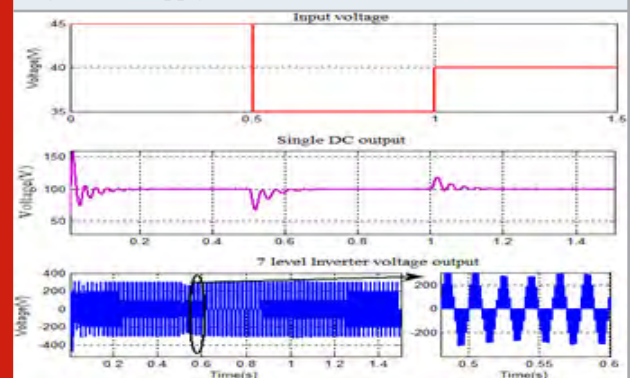 Input voltage
Voltage(V)
45
40
35
0 0.5 1 1.5
Single DC output
Voltage(V)
150
100
50
0.2 0.4 0.6 0.8 1 1.2 1.4
7 level Inverter voltage output
Voltage(V)
400
200
0
-200
-400
0 0.2 0.4 0.6 0.8 1 1.2 1.4
Time(s)
200
0
-200
0.5 0.55 0.6
Time(s)